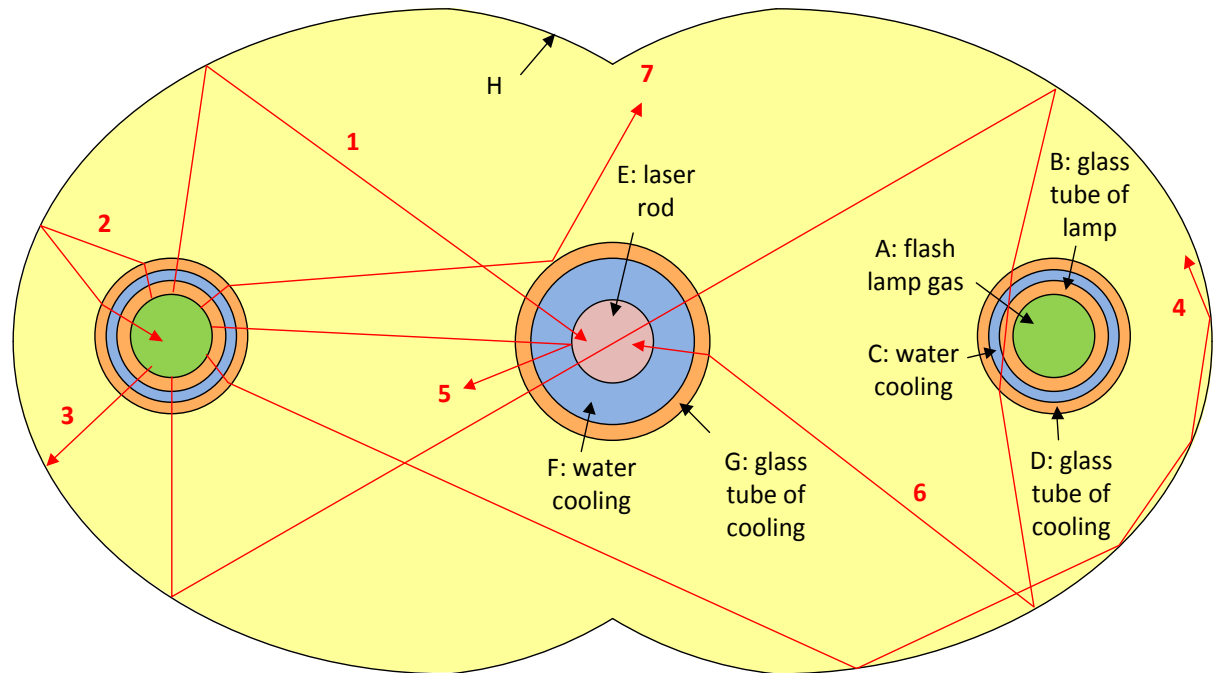 H
7
1
E: laser
rod
B: glass
tube of
lamp
2
A: flash
lamp gas
4
C: water
cooling
5
3
F: water
cooling
G: glass
tube of
cooling
6
D: glass
tube of
cooling